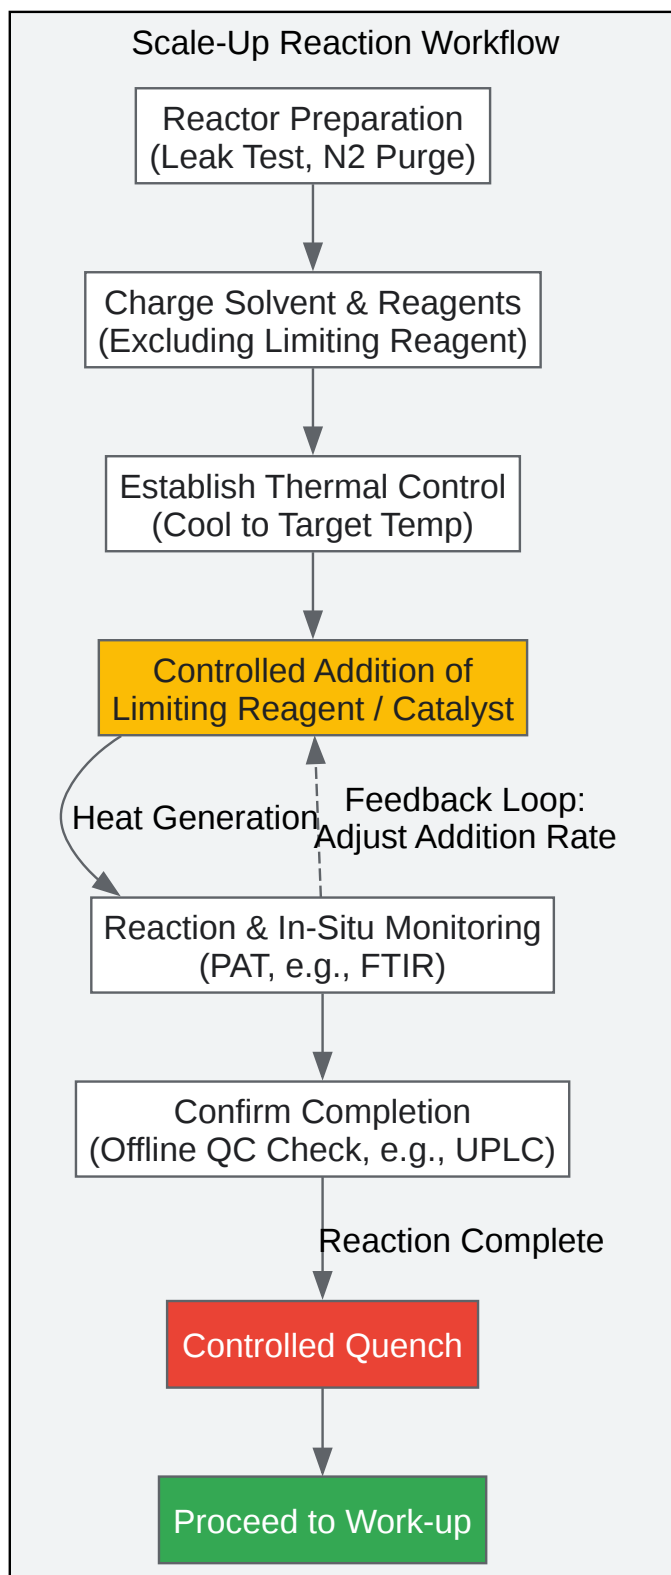 Scale-Up Reaction Workflow
Reactor Preparation
(Leak Test, N2 Purge)
Charge Solvent & Reagents
(Excluding Limiting Reagent)
Establish Thermal Control
(Cool to Target Temp)
Controlled Addition of
Limiting Reagent / Catalyst
Heat Generation
Feedback Loop:
Adjust Addition Rate
Reaction & In-Situ Monitoring
(PAT, e.g., FTIR)
Confirm Completion
(Offline QC Check, e.g., UPLC)
Reaction Complete
Controlled Quench
Proceed to Work-up